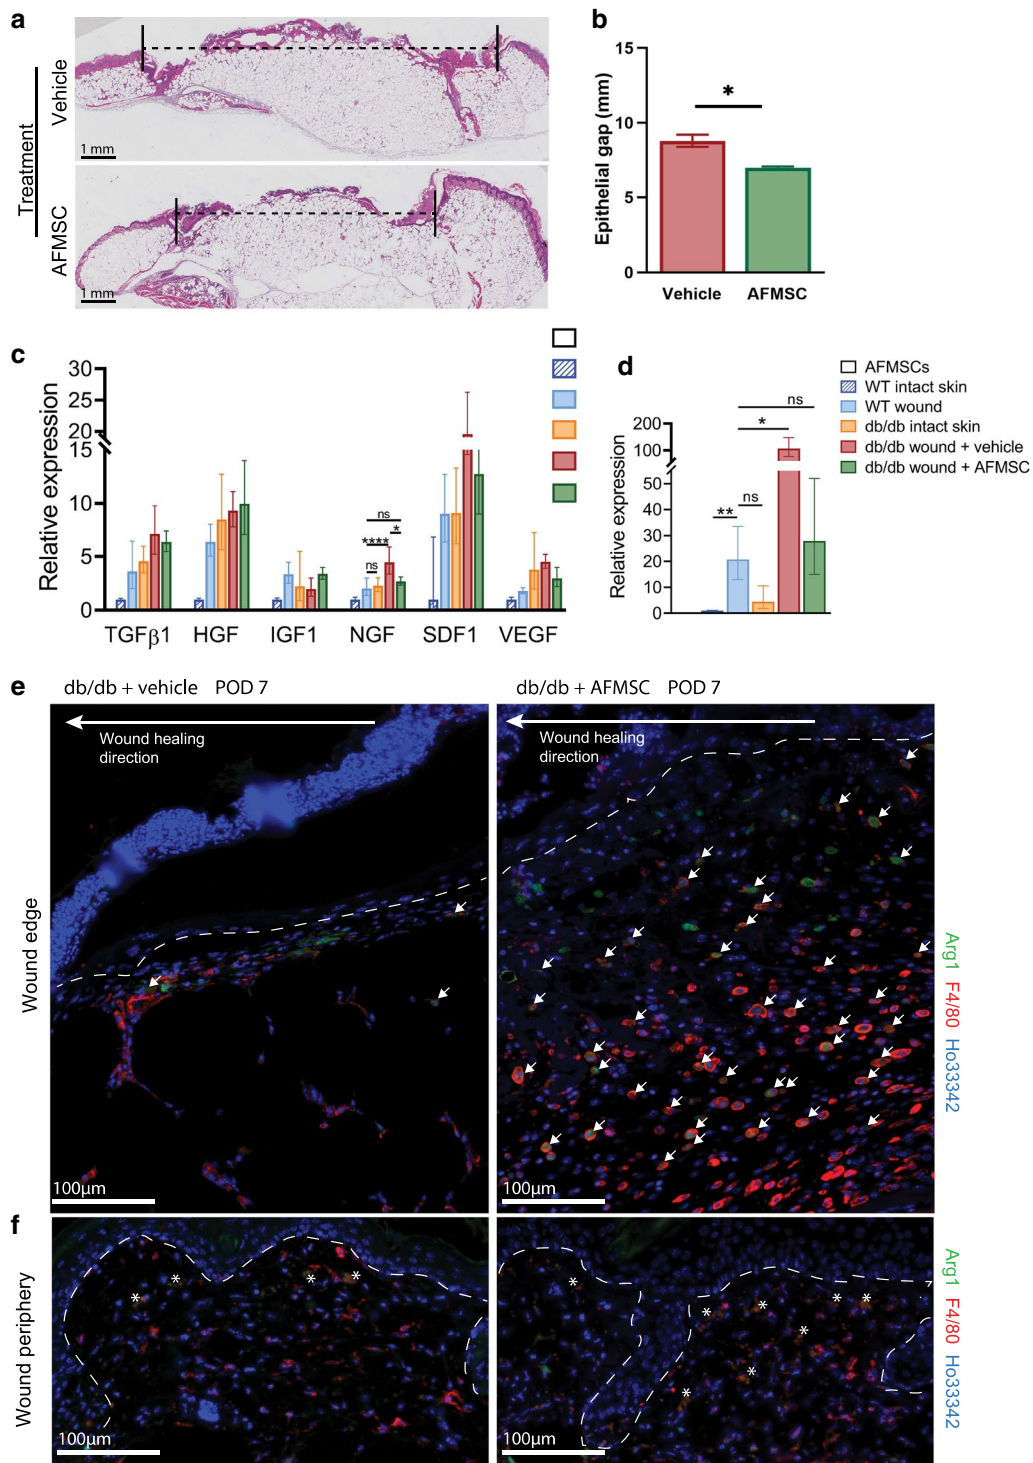 a
Treatment
Vehicle
AFMSC
1 mm
1 mm
b
Epithelial gap (mm)
15
10
5
0
*
Vehicle
AFMSC
c
Relative expression
30
25
20
15
10
5
0
ns
****
*
ns
TGFβ1
HGF
IGF1
NGF
SDF1
VEGF
d
Relative expression
200
100
50
40
30
20
10
0
ns
*
ns
**
AFMSCs
WT intact skin
WT wound
db/db intact skin
db/db wound + vehicle
db/db wound + AFMSC
e
db/db + vehicle POD 7
db/db + AFMSC POD 7
Wound healing
direction
Wound healing
direction
Wound edge
100µm
100µm
Arg1 F4/80 Ho33342
f
Wound periphery
* * * *
* * * * * * * *
100µm
100µm
Arg1 F4/80 Ho33342